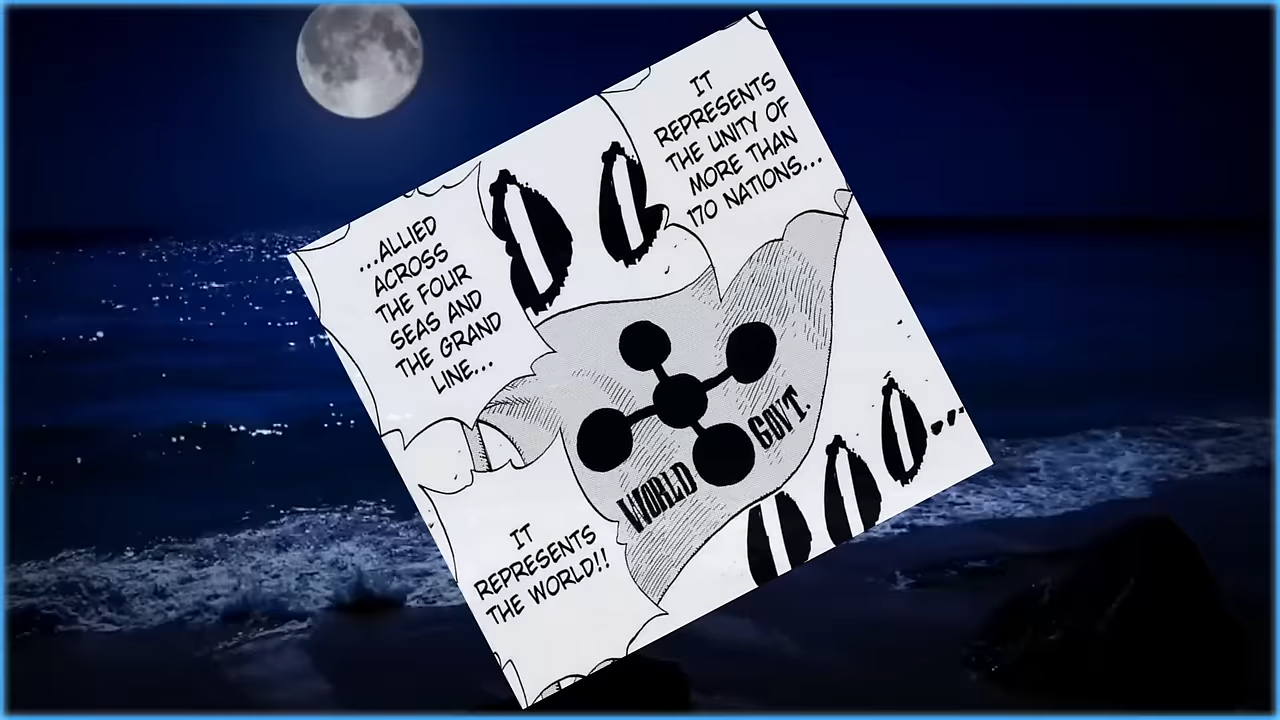 IT
REPRESENTS
THE UNITY OF
MORE THAN
170 NATIONS...
...ALLIED
ACROSS
THE FOUR
SEAS AND
THE GRAND
LINE...
WORLD GOVT.
IT
REPRESENTS
THE WORLD!!